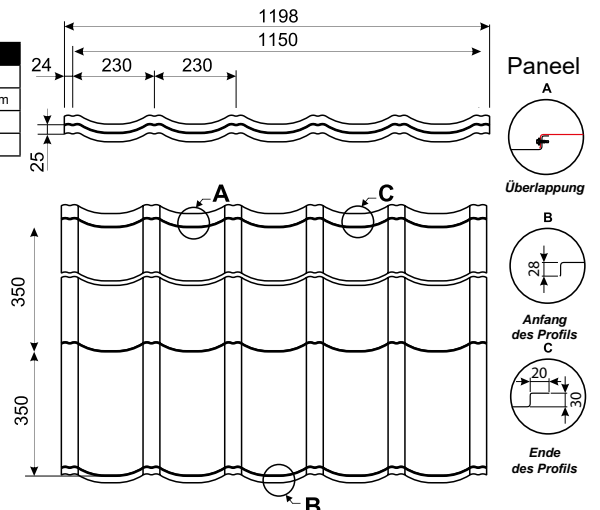 1198
1150
24
230
230
25
m
Paneel
A
Überlappung
B
28
Anfang
des Profils
C
20
30
Ende
des Profils
A
C
350
350
B